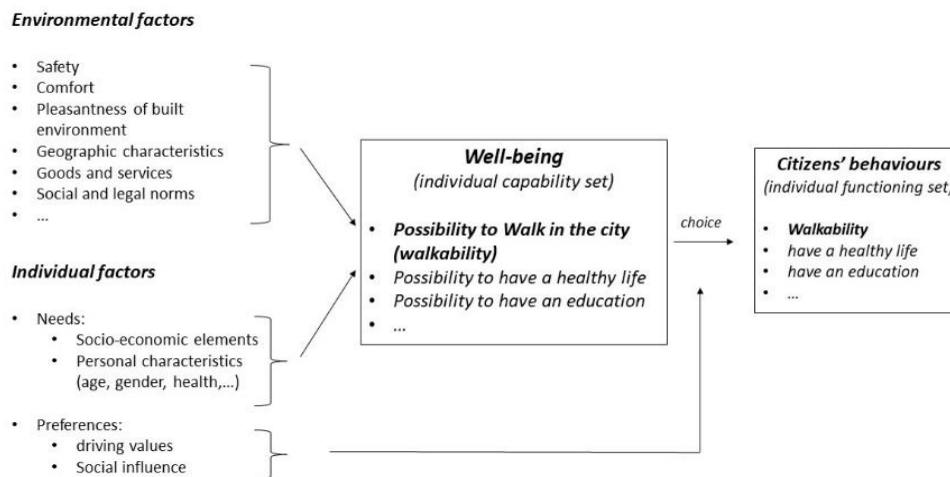 Environmental factors
• Safety
• Comfort
• Pleasantness of built
environment
• Geographic characteristics
• Goods and services
• Social and legal norms
• ...
Individual factors
• Needs:
• Socio-economic elements
• Personal characteristics
(age, gender, health,...)
• Preferences:
• driving values
• Social influence
Well-being
(individual capability set)
• Possibility to Walk in the city
(walkability)
• Possibility to have a healthy life
• Possibility to have an education
• ...
choice
Citizens' behaviours
(individual functioning set)
• Walkability
• have a healthy life
• have an education
• ...